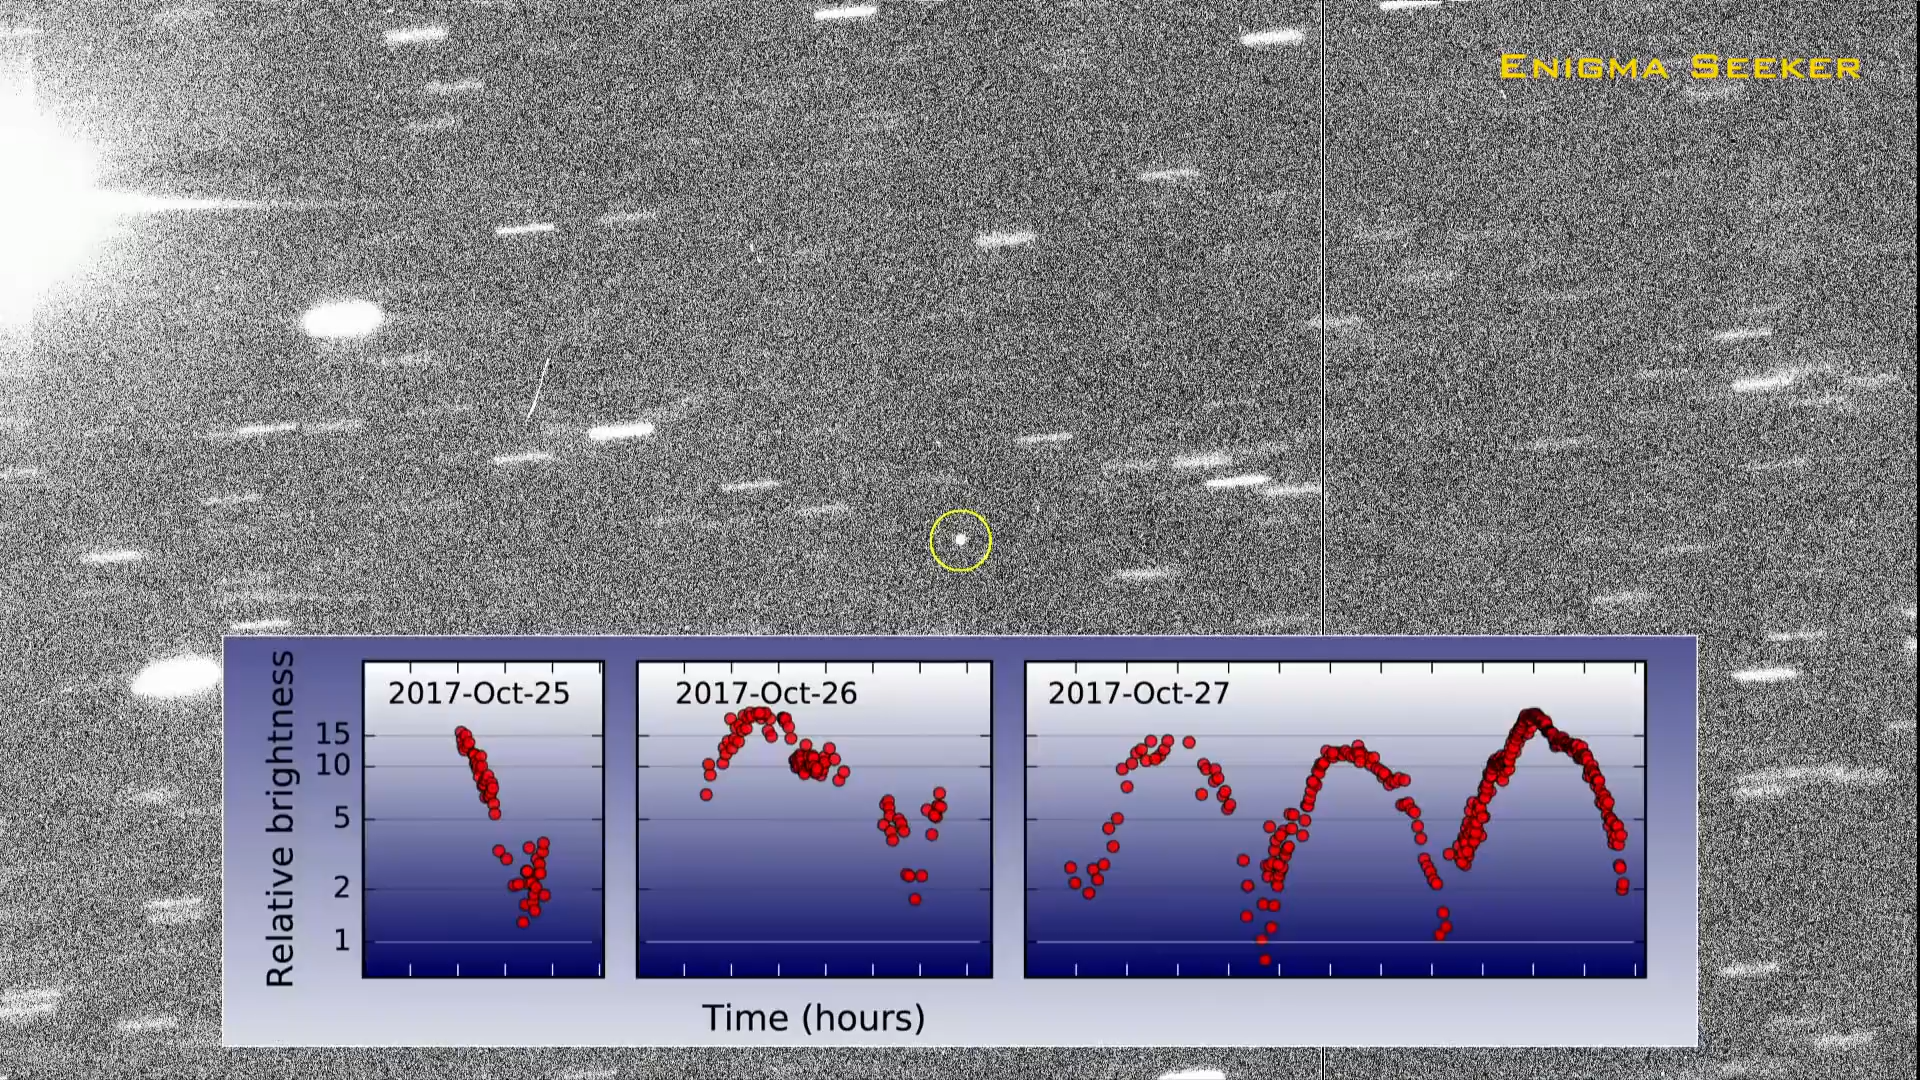 ENIGMA SEEKER
Relative brightness
15
10
5
2
1
2017-Oct-25
2017-Oct-26
2017-Oct-27
Time (hours)